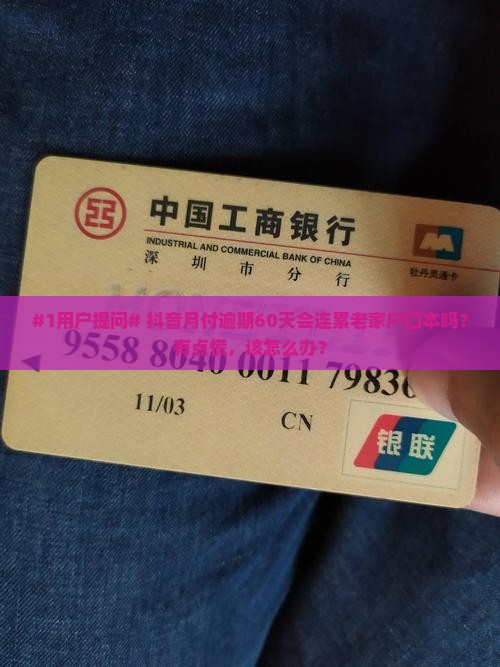 中国工商银行
INDUSTRIAL AND COMMERCIAL BANK OF CHINA
深圳市分行
牡丹灵通卡
#1用户提问# 抖音月付逾期60天会连累老家户口本吗?
有点慌，该怎么办?
9558 8040 0011 7983
11/03
CN
银联